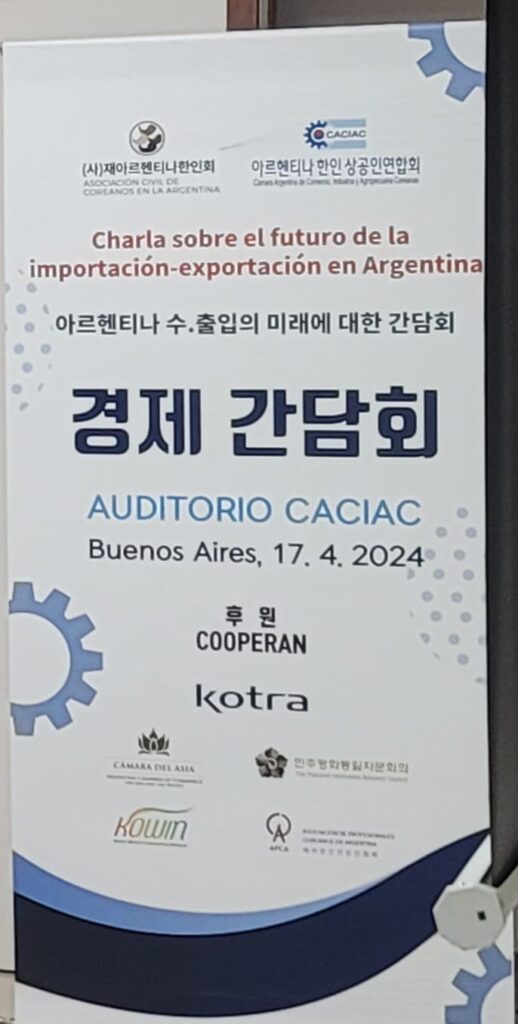 (사)재아르헨티나한인회
ASOCIACIÓN CIVIL DE
COREANOS EN LA ARGENTINA
CACIAC
아르헨티나 한인 상공인연합회
Cámara Argentina de Comercio, Industria y Agropecuaria Coreana
Charla sobre el futuro de la
importación-exportación en Argentina
아르헨티나 수.출입의 미래에 대한 간담회
경제 간담회
AUDITORIO CACIAC
Buenos Aires, 17. 4. 2024
후 원
COOPERAN
kotra
CÁMARA DEL ASIA
민주평화통일자문회의
The Peaceful Unification Advisory Council
KOWIN
APCA
ASOCIACIÓN DE PROFESIONALES
COREANOS DE ARGENTINA